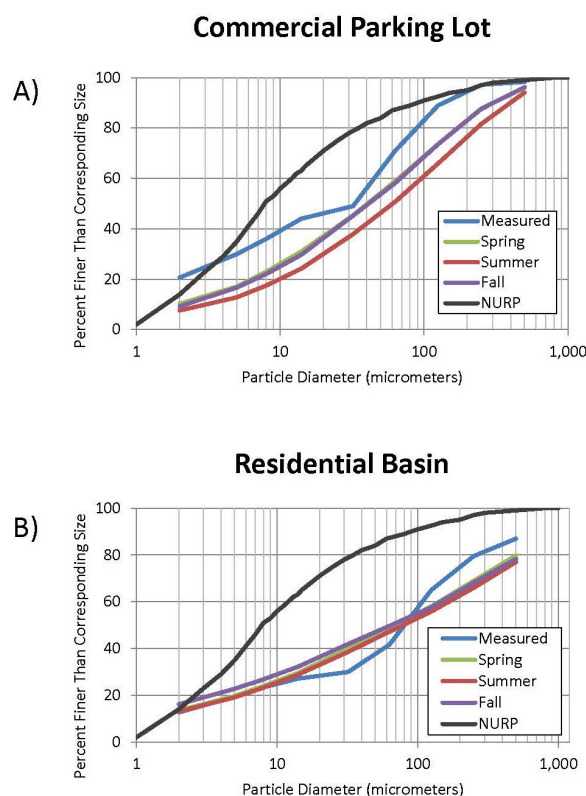 Commercial Parking Lot
A)
Percent Finer Than Corresponding Size
100
80
60
40
20
0
Measured
Spring
Summer
Fall
NURP
1
10
100
1,000
Particle Diameter (micrometers)
Residential Basin
B)
Percent Finer Than Corresponding Size
100
80
60
40
20
0
Measured
Spring
Summer
Fall
NURP
1
10
100
1,000
Particle Diameter (micrometers)